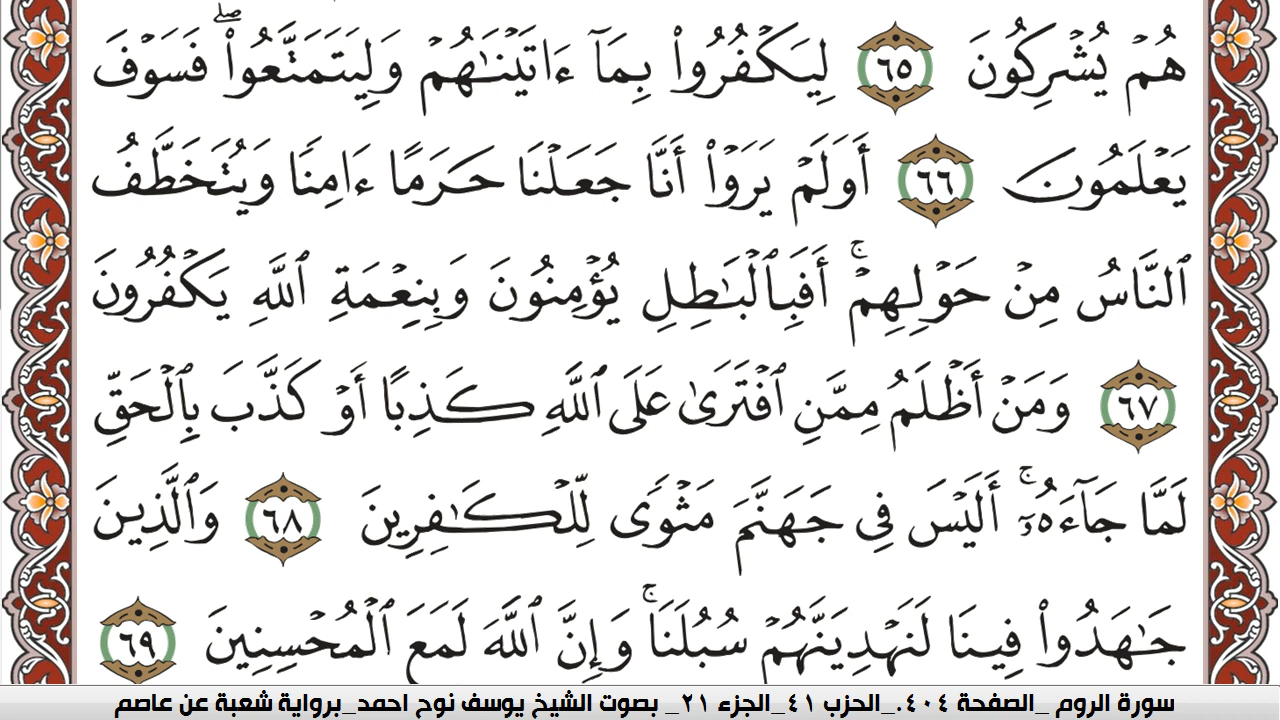 هُمۡ يُشۡرِكُونَ ٦٥ لِيَكۡفُرُواْ بِمَآ ءَاتَيۡنَٰهُمۡ وَلِيَتَمَتَّعُواْۖ فَسَوۡفَ
يَعۡلَمُونَ ٦٦ أَوَلَمۡ يَرَوۡاْ أَنَّا جَعَلۡنَا حَرَمًا ءَامِنٗا وَيُتَخَطَّفُ
ٱلنَّاسُ مِنۡ حَوۡلِهِمۡۚ أَفَبِٱلۡبَٰطِلِ يُؤۡمِنُونَ وَبِنِعۡمَةِ ٱللَّهِ يَكۡفُرُونَ
٦٧ وَمَنۡ أَظۡلَمُ مِمَّنِ ٱفۡتَرَىٰ عَلَى ٱللَّهِ كَذِبًا أَوۡ كَذَّبَ بِٱلۡحَقِّ
لَمَّا جَآءَهُۥٓۚ أَلَيۡسَ فِي جَهَنَّمَ مَثۡوٗى لِّلۡكَٰفِرِينَ ٦٨ وَٱلَّذِينَ
جَٰهَدُواْ فِينَا لَنَهۡدِيَنَّهُمۡ سُبُلَنَاۚ وَإِنَّ ٱللَّهَ لَمَعَ ٱلۡمُحۡسِنِينَ ٦٩
سورة الروم _الصفحة ٤٠٤._الحزب ٤١_الجزء ٢١_ بصوت الشيخ يوسف نوح احمد_برواية شعبة عن عاصم